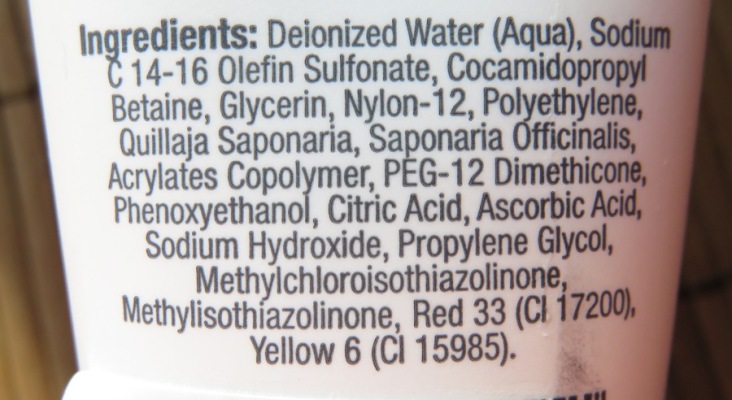 Ingredients: Deionized Water (Aqua), Sodium
C 14-16 Olefin Sulfonate, Cocamidopropyl
Betaine, Glycerin, Nylon-12, Polyethylene,
Quillaja Saponaria, Saponaria Officinalis,
Acrylates Copolymer, PEG-12 Dimethicone,
Phenoxyethanol, Citric Acid, Ascorbic Acid,
Sodium Hydroxide, Propylene Glycol,
Methylchloroisothiazolinone,
Methylisothiazolinone, Red 33 (CI 17200),
Yellow 6 (CI 15985).